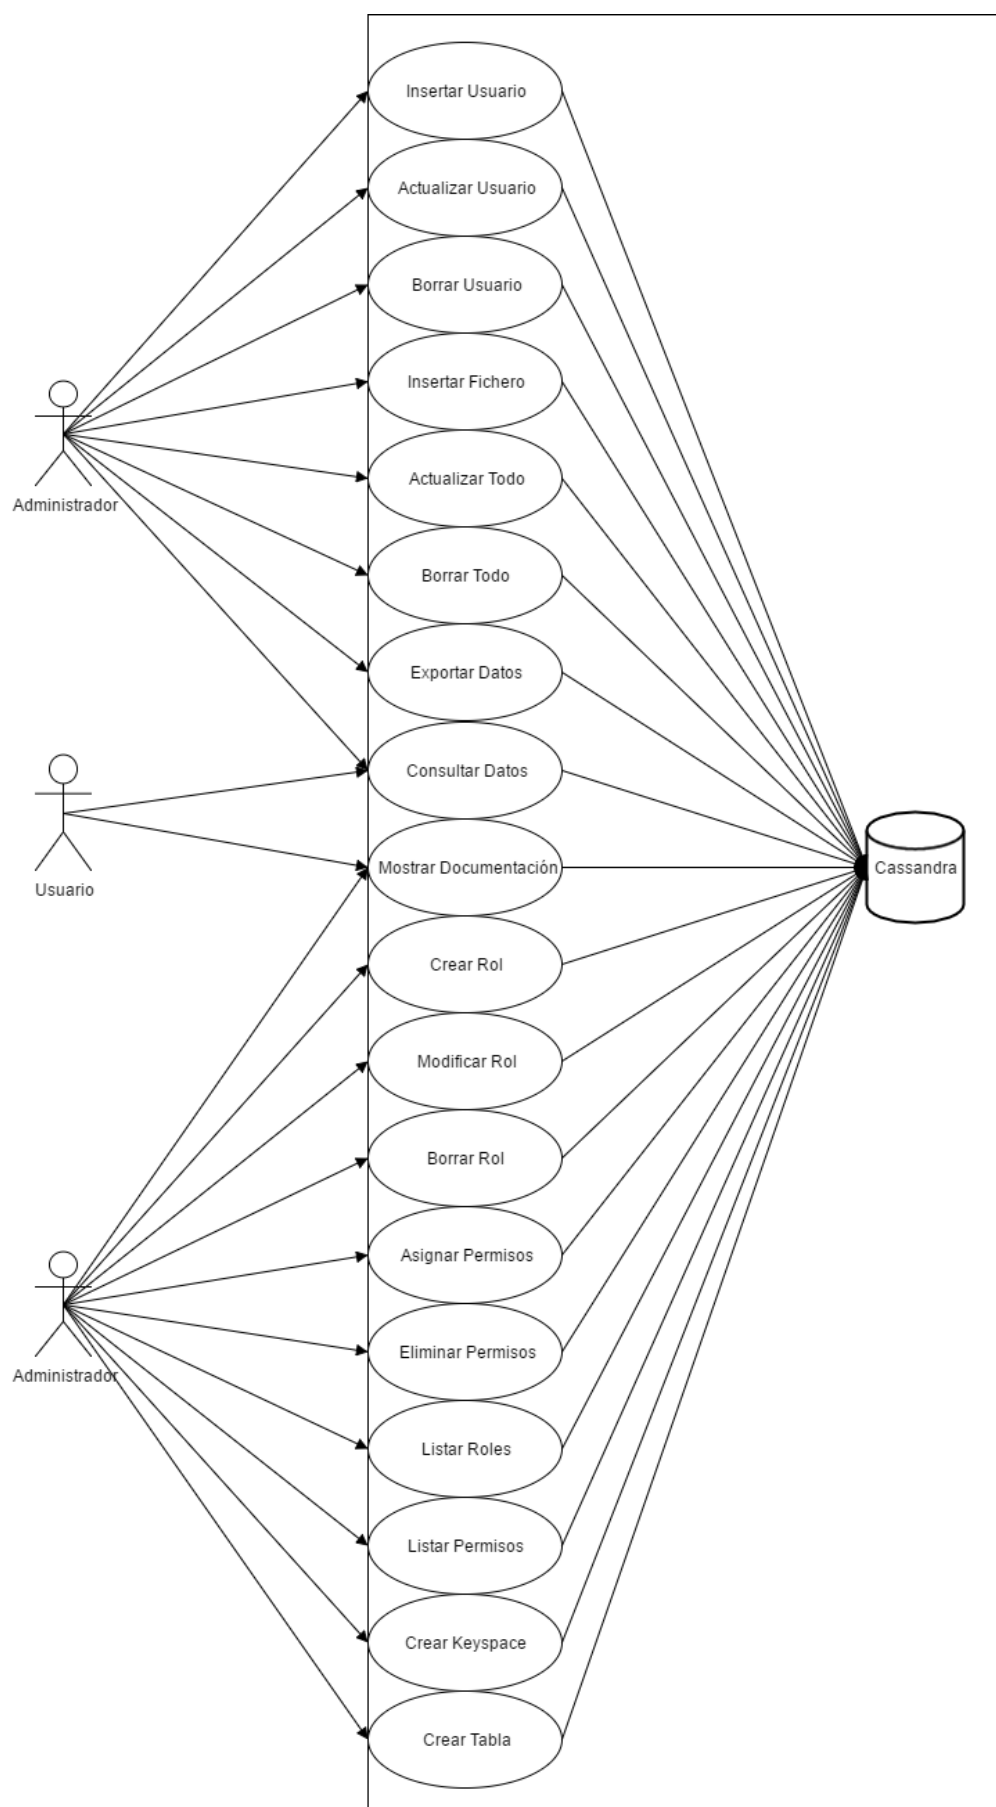 Insertar Usuario
Actualizar Usuario
Borrar Usuario
Insertar Fichero
Actualizar Todo
Administrador
Borrar Todo
Exportar Datos
Consultar Datos
Mostrar Documentación
Cassandra
Usuario
Crear Rol
Modificar Rol
Borrar Rol
Asignar Permisos
Eliminar Permisos
Administrador
Listar Roles
Listar Permisos
Crear Keyspace
Crear Tabla